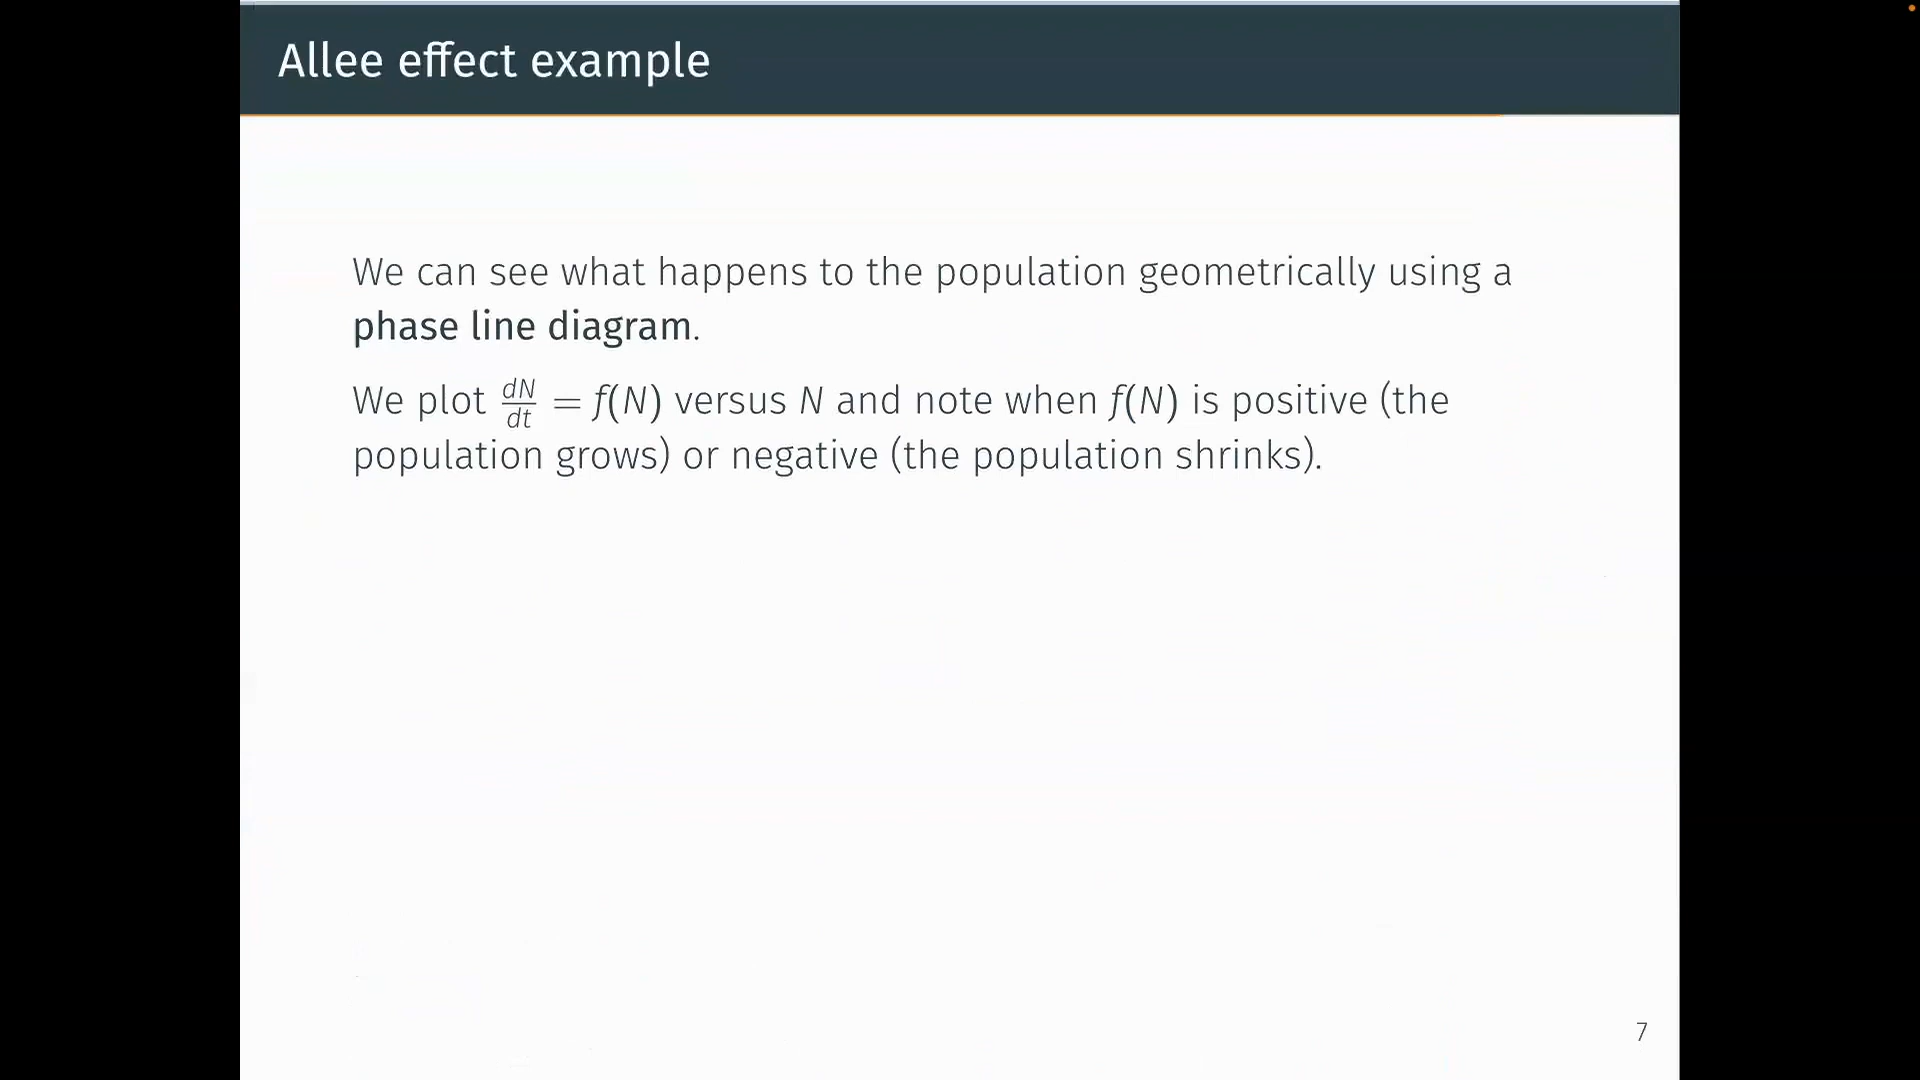 Allee effect example
We can see what happens to the population geometrically using a
phase line diagram.
We plot dN/dt = f(N) versus N and note when f(N) is positive (the
population grows) or negative (the population shrinks).
7